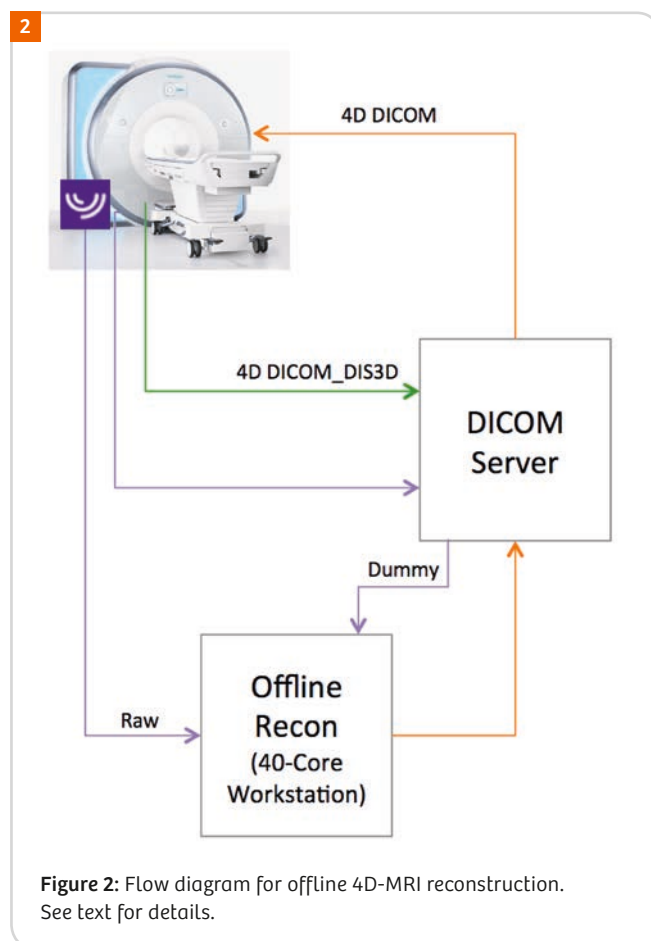 2
4D DICOM
4D DICOM_DIS3D
DICOM
Server
Dummy
Offline
Recon
(40-Core
Workstation)
Raw
Figure 2: Flow diagram for offline 4D-MRI reconstruction.
See text for details.